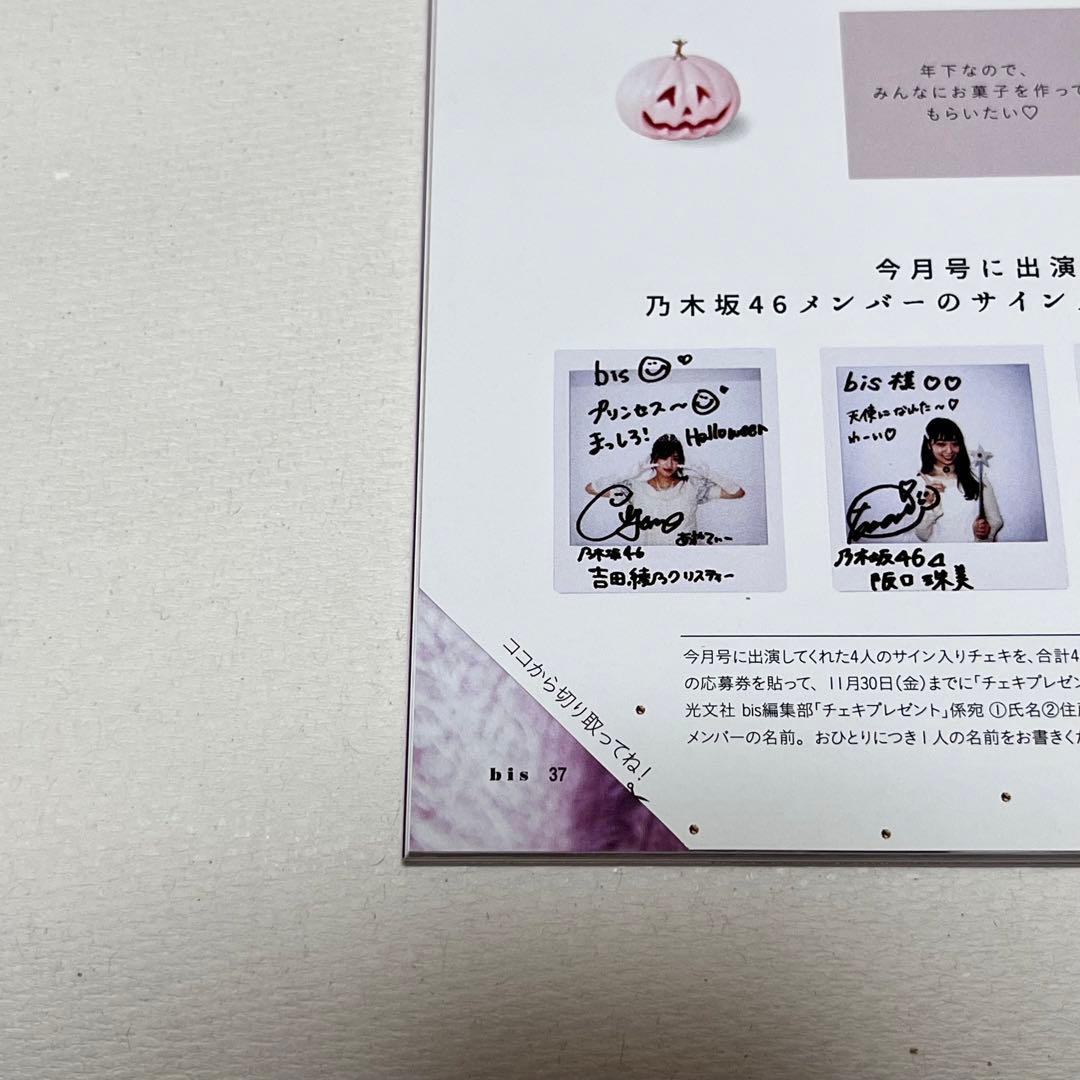 年下なので、
みんなにお菓子を作って
もらいたい♡
今月号に出演
乃木坂46メンバーのサイン
bis
プリンセス〜
まっしろ! Halloween
あやてぃー
乃木坂46
吉田綾乃クリスティー
bis 様 ♡♡
天使になれた〜♡
わーい♡
乃木坂46
阪口珠美
今月号に出演してくれた4人のサイン入りチェキを、合計4
の応募券を貼って、11月30日(金)までに「チェキプレゼン
光文社 bis編集部「チェキプレゼント」係宛 ①氏名②住所
メンバーの名前。おひとりにつき1人の名前をお書きくだ
ココから切り取ってね!
bis 37